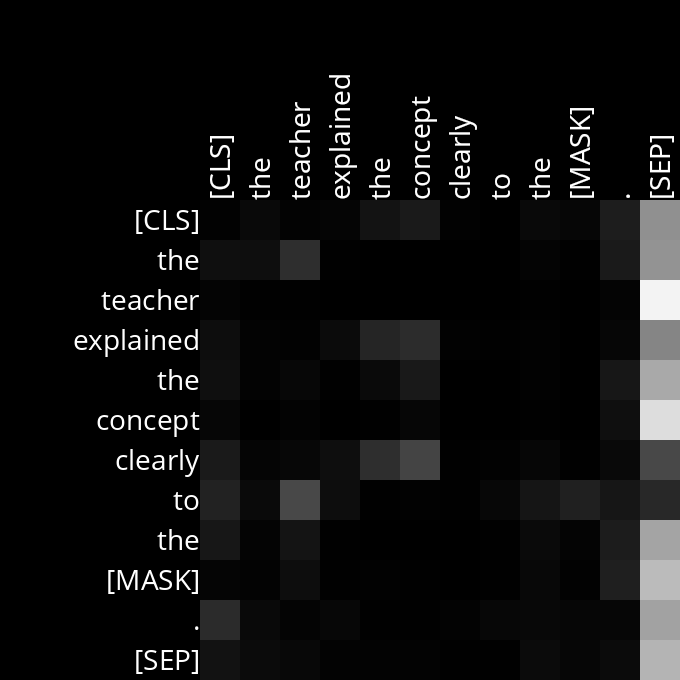 [CLS] the teacher explained the concept clearly to the [MASK] . [SEP]
[CLS]
the
teacher
explained
the
concept
clearly
to
the
[MASK]
.
[SEP]